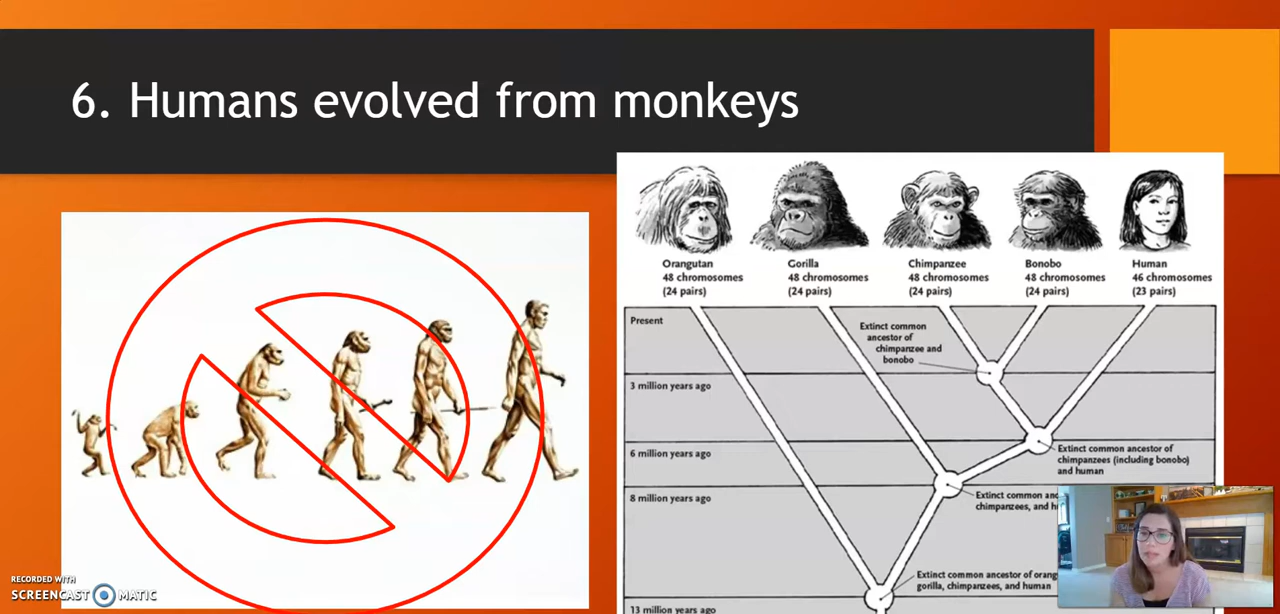 6. Humans evolved from monkeys
Orangutan
48 chromosomes
(24 pairs)
Gorilla
48 chromosomes
(24 pairs)
Chimpanzee
48 chromosomes
(24 pairs)
Bonobo
48 chromosomes
(24 pairs)
Human
46 chromosomes
(23 pairs)
Present
Extinct common
ancestor of
chimpanzee and
bonobo
3 million years ago
Extinct common ancestor of
chimpanzees (including bonobo)
and human
6 million years ago
8 million years ago
Extinct common
chimpanzees, and
Extinct common ancestor of
gorilla, chimpanzees, and human
13 million years ago
RECORDED WITH
SCREENCAST MATIC